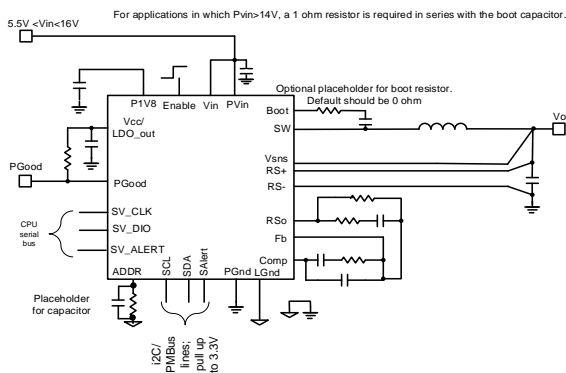 For applications in which Pvin>14V, a 1 ohm resistor is required in series with the boot capacitor.
5.5V <Vin<16V
Optional placeholder for boot resistor.
Default should be 0 ohm
P1V8
Enable
Vin
PVin
Boot
Vo
Vcc/
LDO_out
SW
Vsns
RS+
RS-
PGood
PGood
SV_CLK
CPU
serial
bus
SV_DIO
RSo
Fb
SV_ALERT
Comp
ADDR
SCL
SDA
SAlert
PGnd
LGnd
Placeholder
for capacitor
i2C/
PMBus
lines;
pull up
to 3.3V